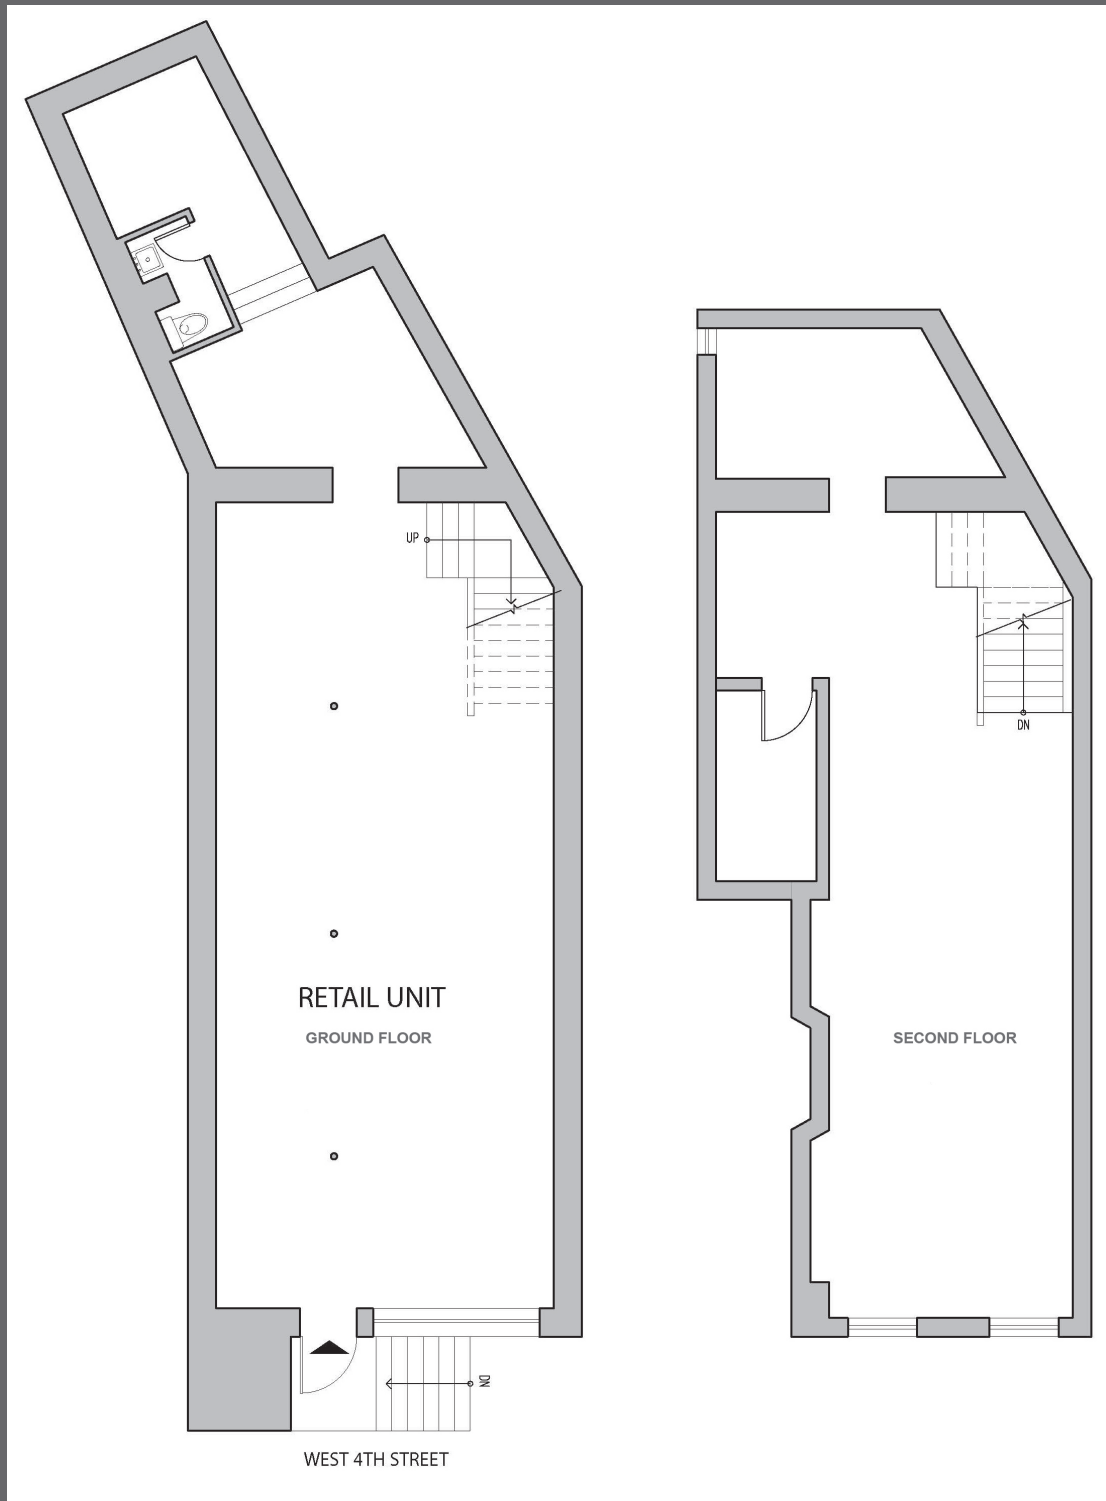 UP
DN
RETAIL UNIT
GROUND FLOOR
SECOND FLOOR
DN
WEST 4TH STREET